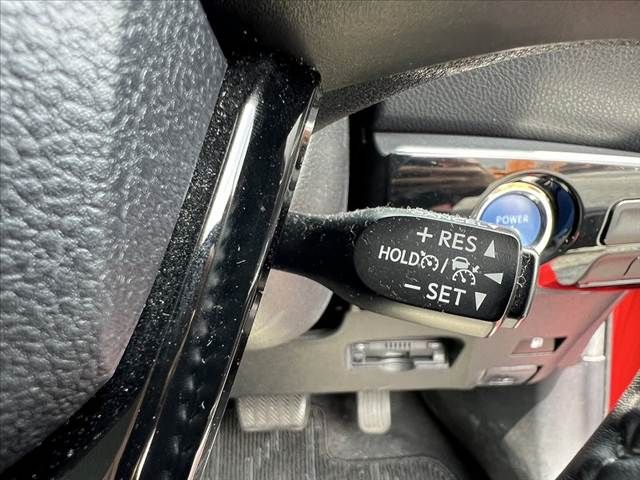 POWER
+ RES
HOLD /
− SET